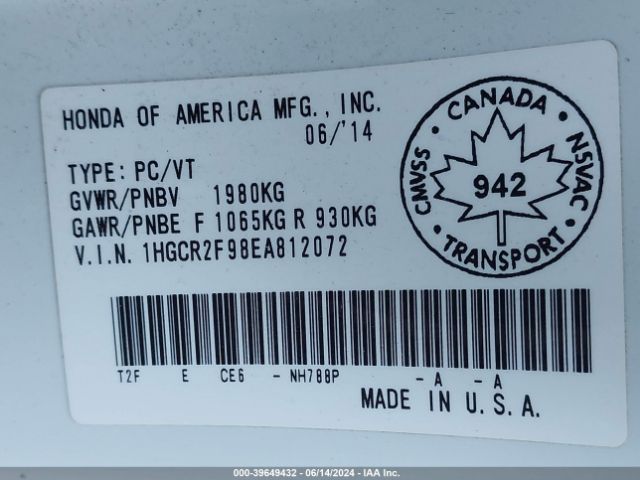 HONDA OF AMERICA MFG., INC.
06/'14
TYPE: PC/VT
GVWR/PNBV 1980KG
GAWR/PNBE F 1065KG R 930KG
V.I.N. 1HGCR2F98EA812072
CANADA
CMVSS
942
NSVAC
TRANSPORT
T2F E CE6 - NH788P - A - A
MADE IN U.S.A.
000-39649432 - 06/14/2024 - IAA Inc.